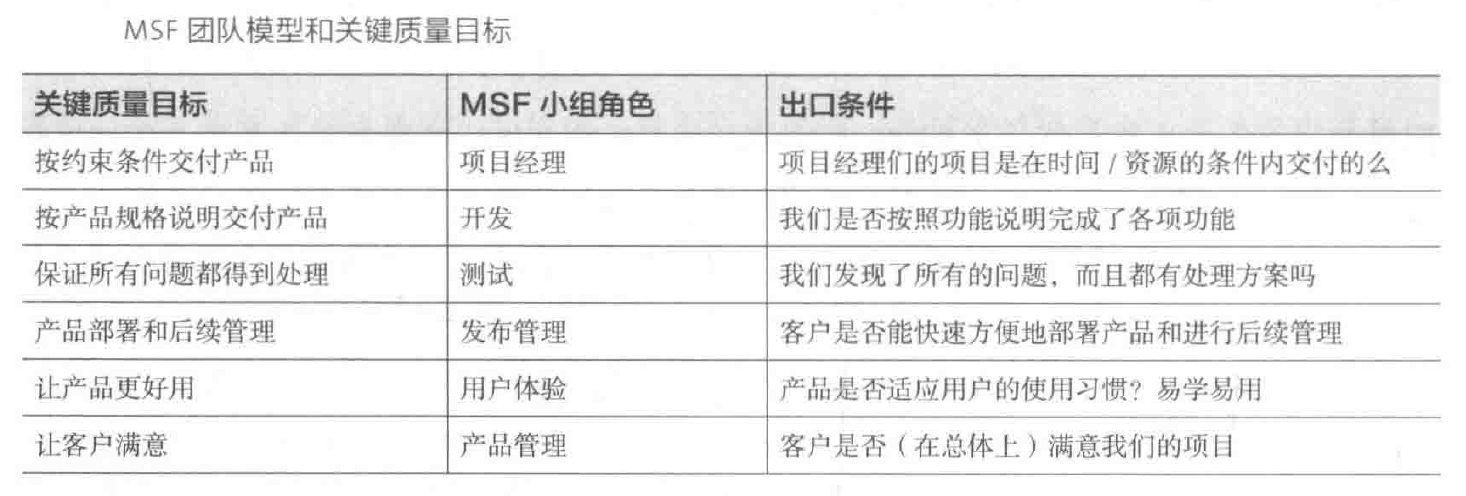 MSF 团队模型和关键质量目标
关键质量目标 MSF 小组角色 出口条件
按约束条件交付产品 项目经理 项目经理们的项目是在时间 / 资源的条件内交付的么
按产品规格说明交付产品 开发 我们是否按照功能说明完成了各项功能
保证所有问题都得到处理 测试 我们发现了所有的问题，而且都有处理方案吗
产品部署和后续管理 发布管理 客户是否能快速方便地部署产品和进行后续管理
让产品更好用 用户体验 产品是否适应用户的使用习惯？易学易用
让客户满意 产品管理 客户是否（在总体上）满意我们的项目